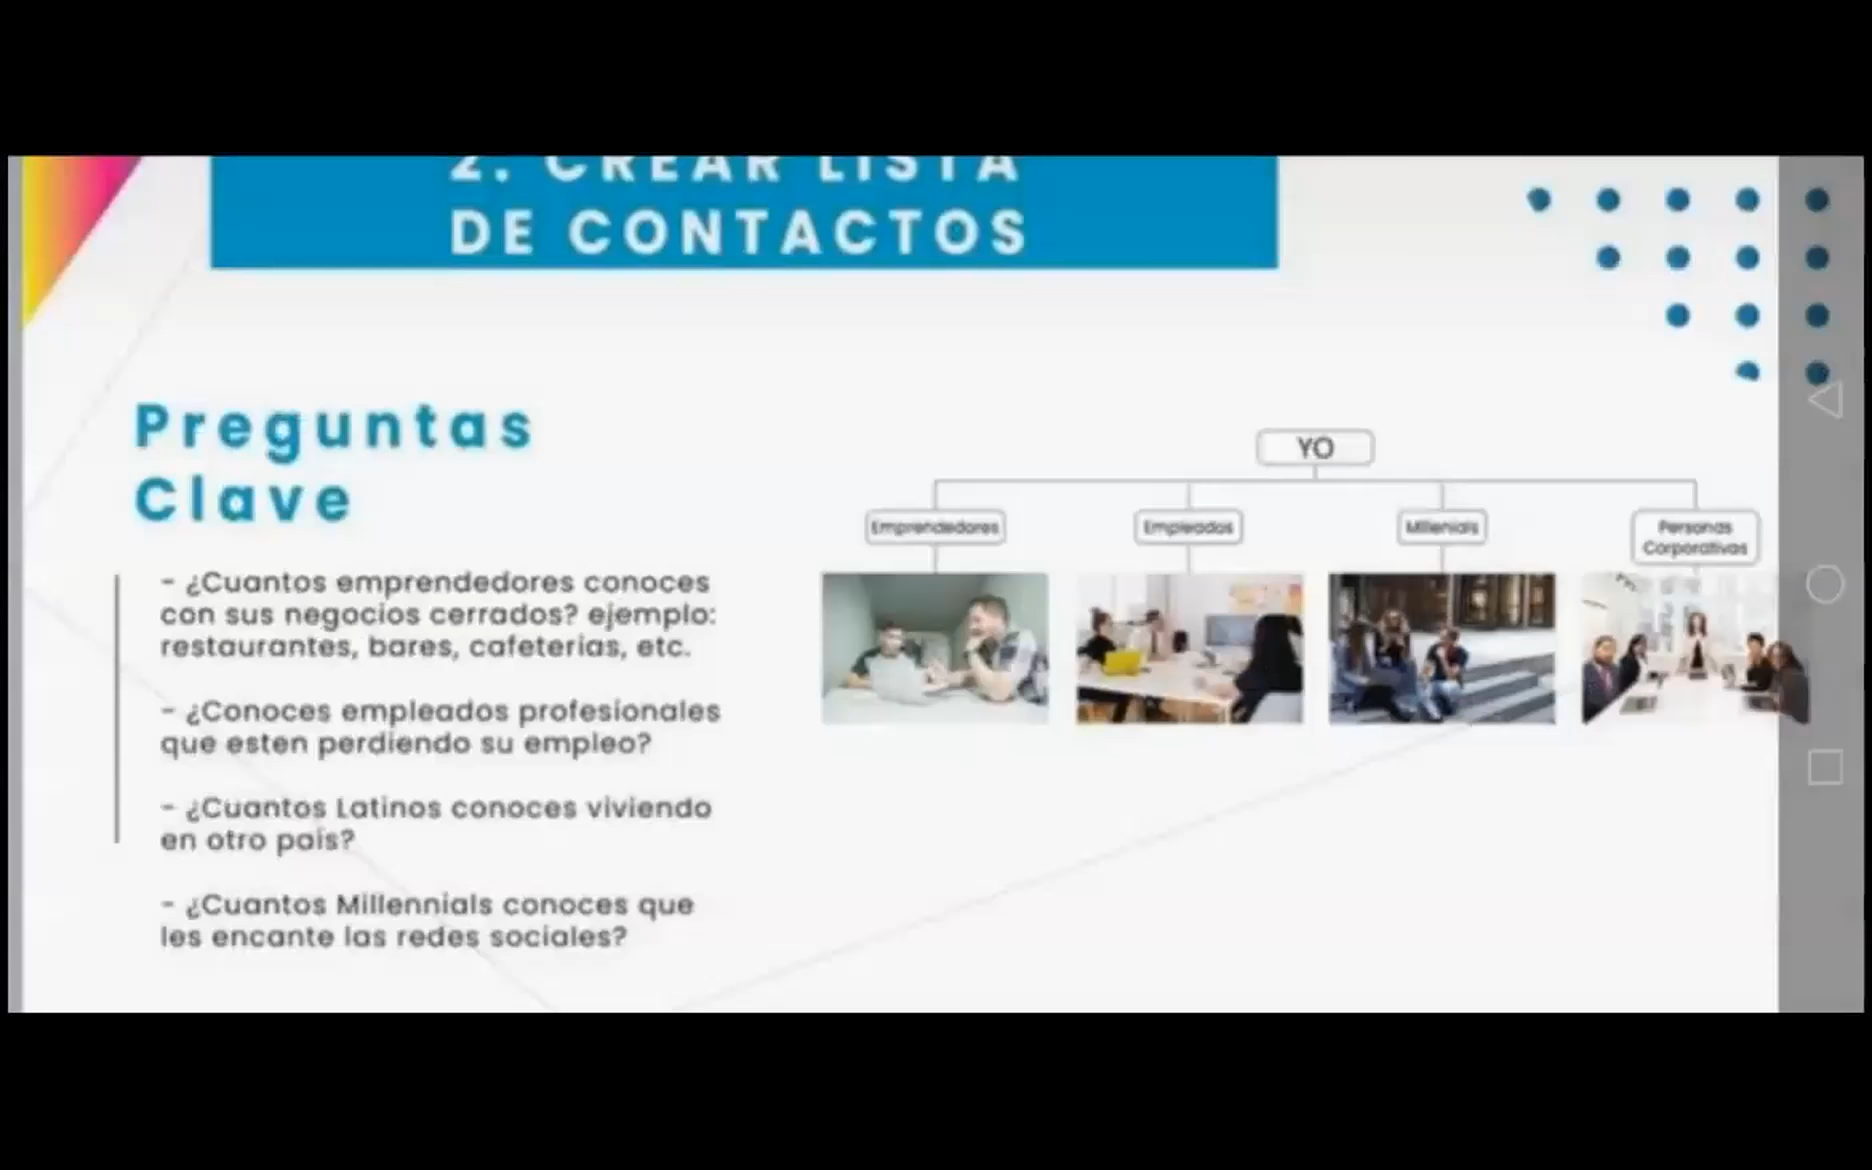 2. CREAR LISTA
DE CONTACTOS
Preguntas
Clave
- ¿Cuantos emprendedores conoces
con sus negocios cerrados? ejemplo:
restaurantes, bares, cafeterias, etc.
- ¿Conoces empleados profesionales
que esten perdiendo su empleo?
- ¿Cuantos Latinos conoces viviendo
en otro país?
- ¿Cuantos Millennials conoces que
les encante las redes sociales?
YO
Emprendedores
Empleados
Millenials
Personas
Corporativas